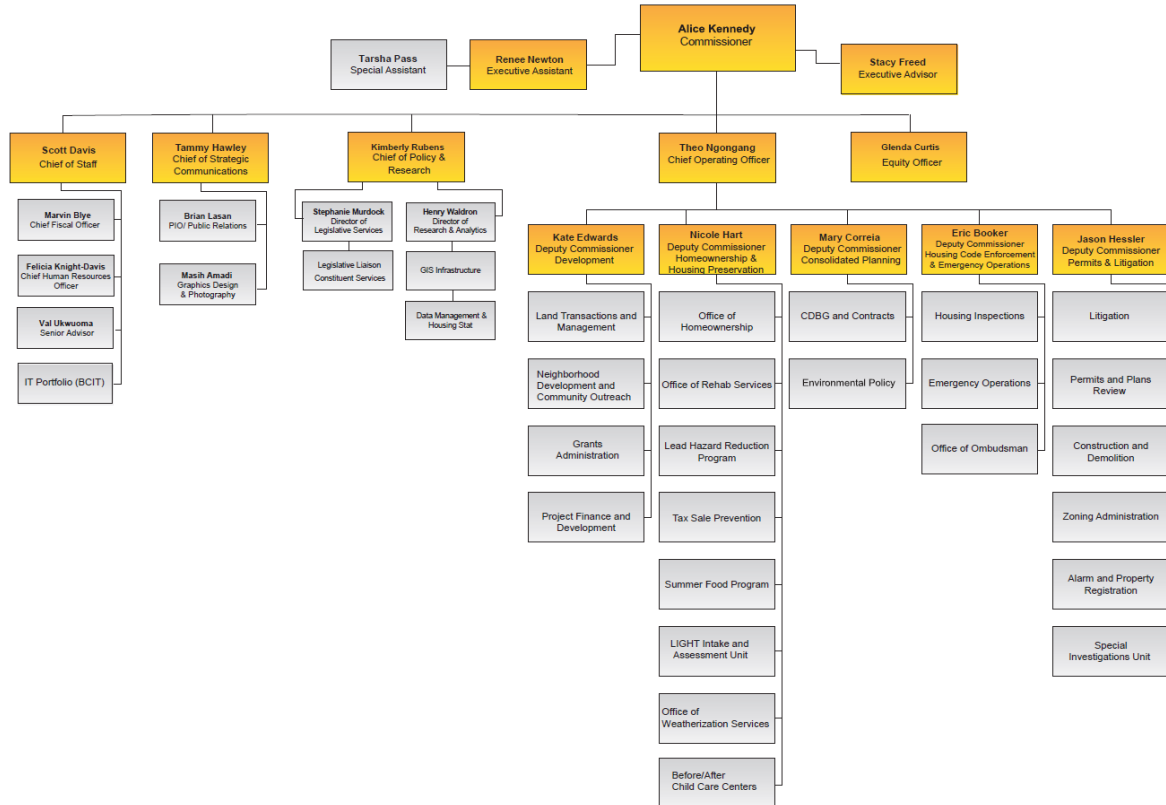 Alice Kennedy
Commissioner
Tarsha Pass
Special Assistant
Renee Newton
Executive Assistant
Stacy Freed
Executive Advisor
Scott Davis
Chief of Staff
Tammy Hawley
Chief of Strategic
Communications
Kimberly Rubens
Chief of Policy &
Research
Theo Ngongang
Chief Operating Officer
Glenda Curtis
Equity Officer
Marvin Blye
Chief Fiscal Officer
Felicia Knight-Davis
Chief Human Resources
Officer
Val Ukwuoma
Senior Advisor
IT Portfolio (BCIT)
Brian Lasan
PIO/ Public Relations
Masih Amadi
Graphics Design
& Photography
Stephanie Murdock
Director of
Legislative Services
Legislative Liaison
Constituent Services
Henry Waldron
Director of
Research & Analytics
GIS Infrastructure
Data Management &
Housing Stat
Kate Edwards
Deputy Commissioner
Development
Land Transactions and
Management
Neighborhood
Development and
Community Outreach
Grants
Administration
Project Finance and
Development
Nicole Hart
Deputy Commissioner
Homeownership &
Housing Preservation
Office of
Homeownership
Office of Rehab Services
Lead Hazard Reduction
Program
Tax Sale Prevention
Summer Food Program
LIGHT Intake and
Assessment Unit
Office of
Weatherization Services
Before/After
Child Care Centers
Mary Correia
Deputy Commissioner
Consolidated Planning
CDBG and Contracts
Environmental Policy
Eric Booker
Deputy Commissioner
Housing Code Enforcement
& Emergency Operations
Housing Inspections
Emergency Operations
Office of Ombudsman
Jason Hessler
Deputy Commissioner
Permits & Litigation
Litigation
Permits and Plans
Review
Construction and
Demolition
Zoning Administration
Alarm and Property
Registration
Special
Investigations Unit